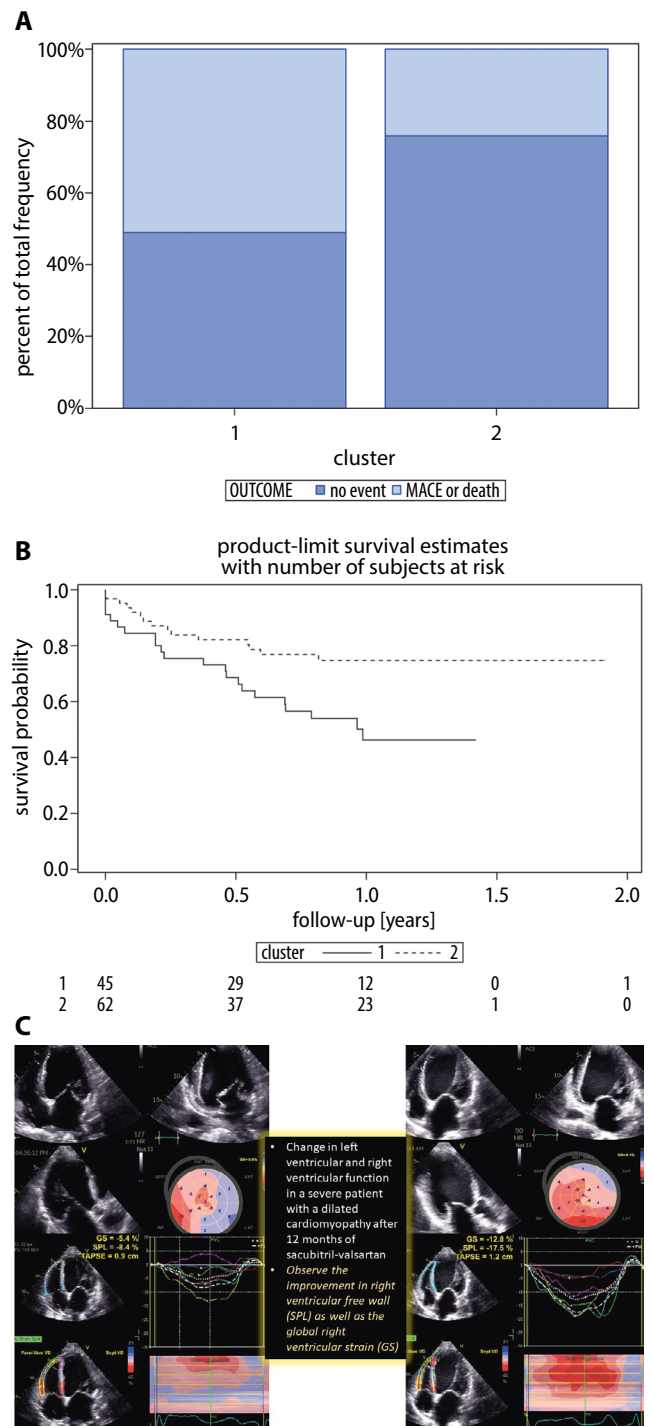 A
100%
80%
60%
40%
20%
0%
percent of total frequency
1 2
cluster
OUTCOME no event MACE or death
B
product-limit survival estimates
with number of subjects at risk
1.0
0.8
0.6
0.4
0.2
0.0
survival probability
0.0 0.5 1.0 1.5 2.0
follow-up [years]
cluster 1 2
1 45 29 12 0 1
2 62 37 23 1 0
C
127
HR
GS = -5.4 %
SPL = -8.4 %
TAPSE = 0.9 cm
• Change in left
ventricular and right
ventricular function
in a severe patient
with a dilated
cardiomyopathy after
12 months of
sacubitril-valsartan
• Observe the
improvement in right
ventricular free wall
(SPL) as well as the
global right
ventricular strain (GS)
90
HR
GS = -12.8 %
SPL = -17.5 %
TAPSE = 1.2 cm